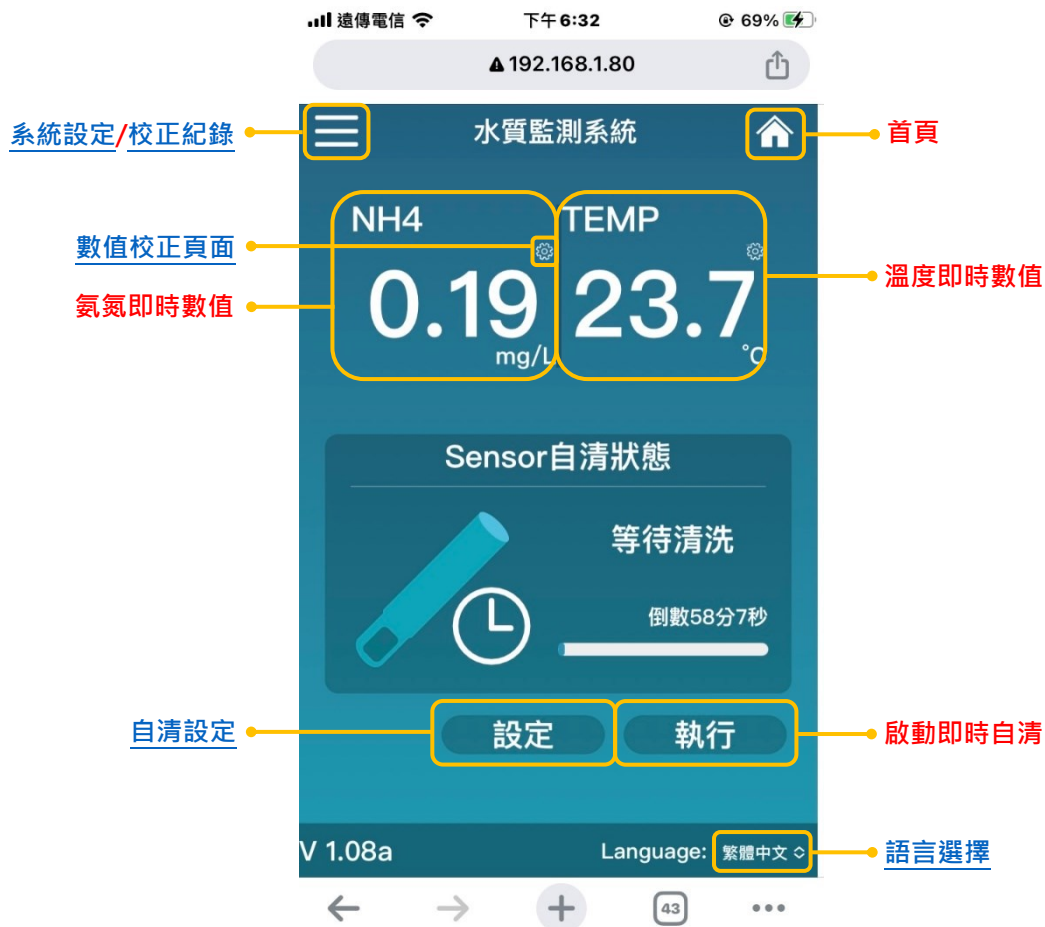 遠傳電信 下午6:32 69%
192.168.1.80
系統設定/校正紀錄
水質監測系統
首頁
NH4
TEMP
數值校正頁面
氨氮即時數值
0.19
mg/L
23.7
°C
溫度即時數值
Sensor自清狀態
等待清洗
倒數58分7秒
自清設定
設定
執行
啟動即時自清
V 1.08a
Language: 繁體中文
語言選擇
43